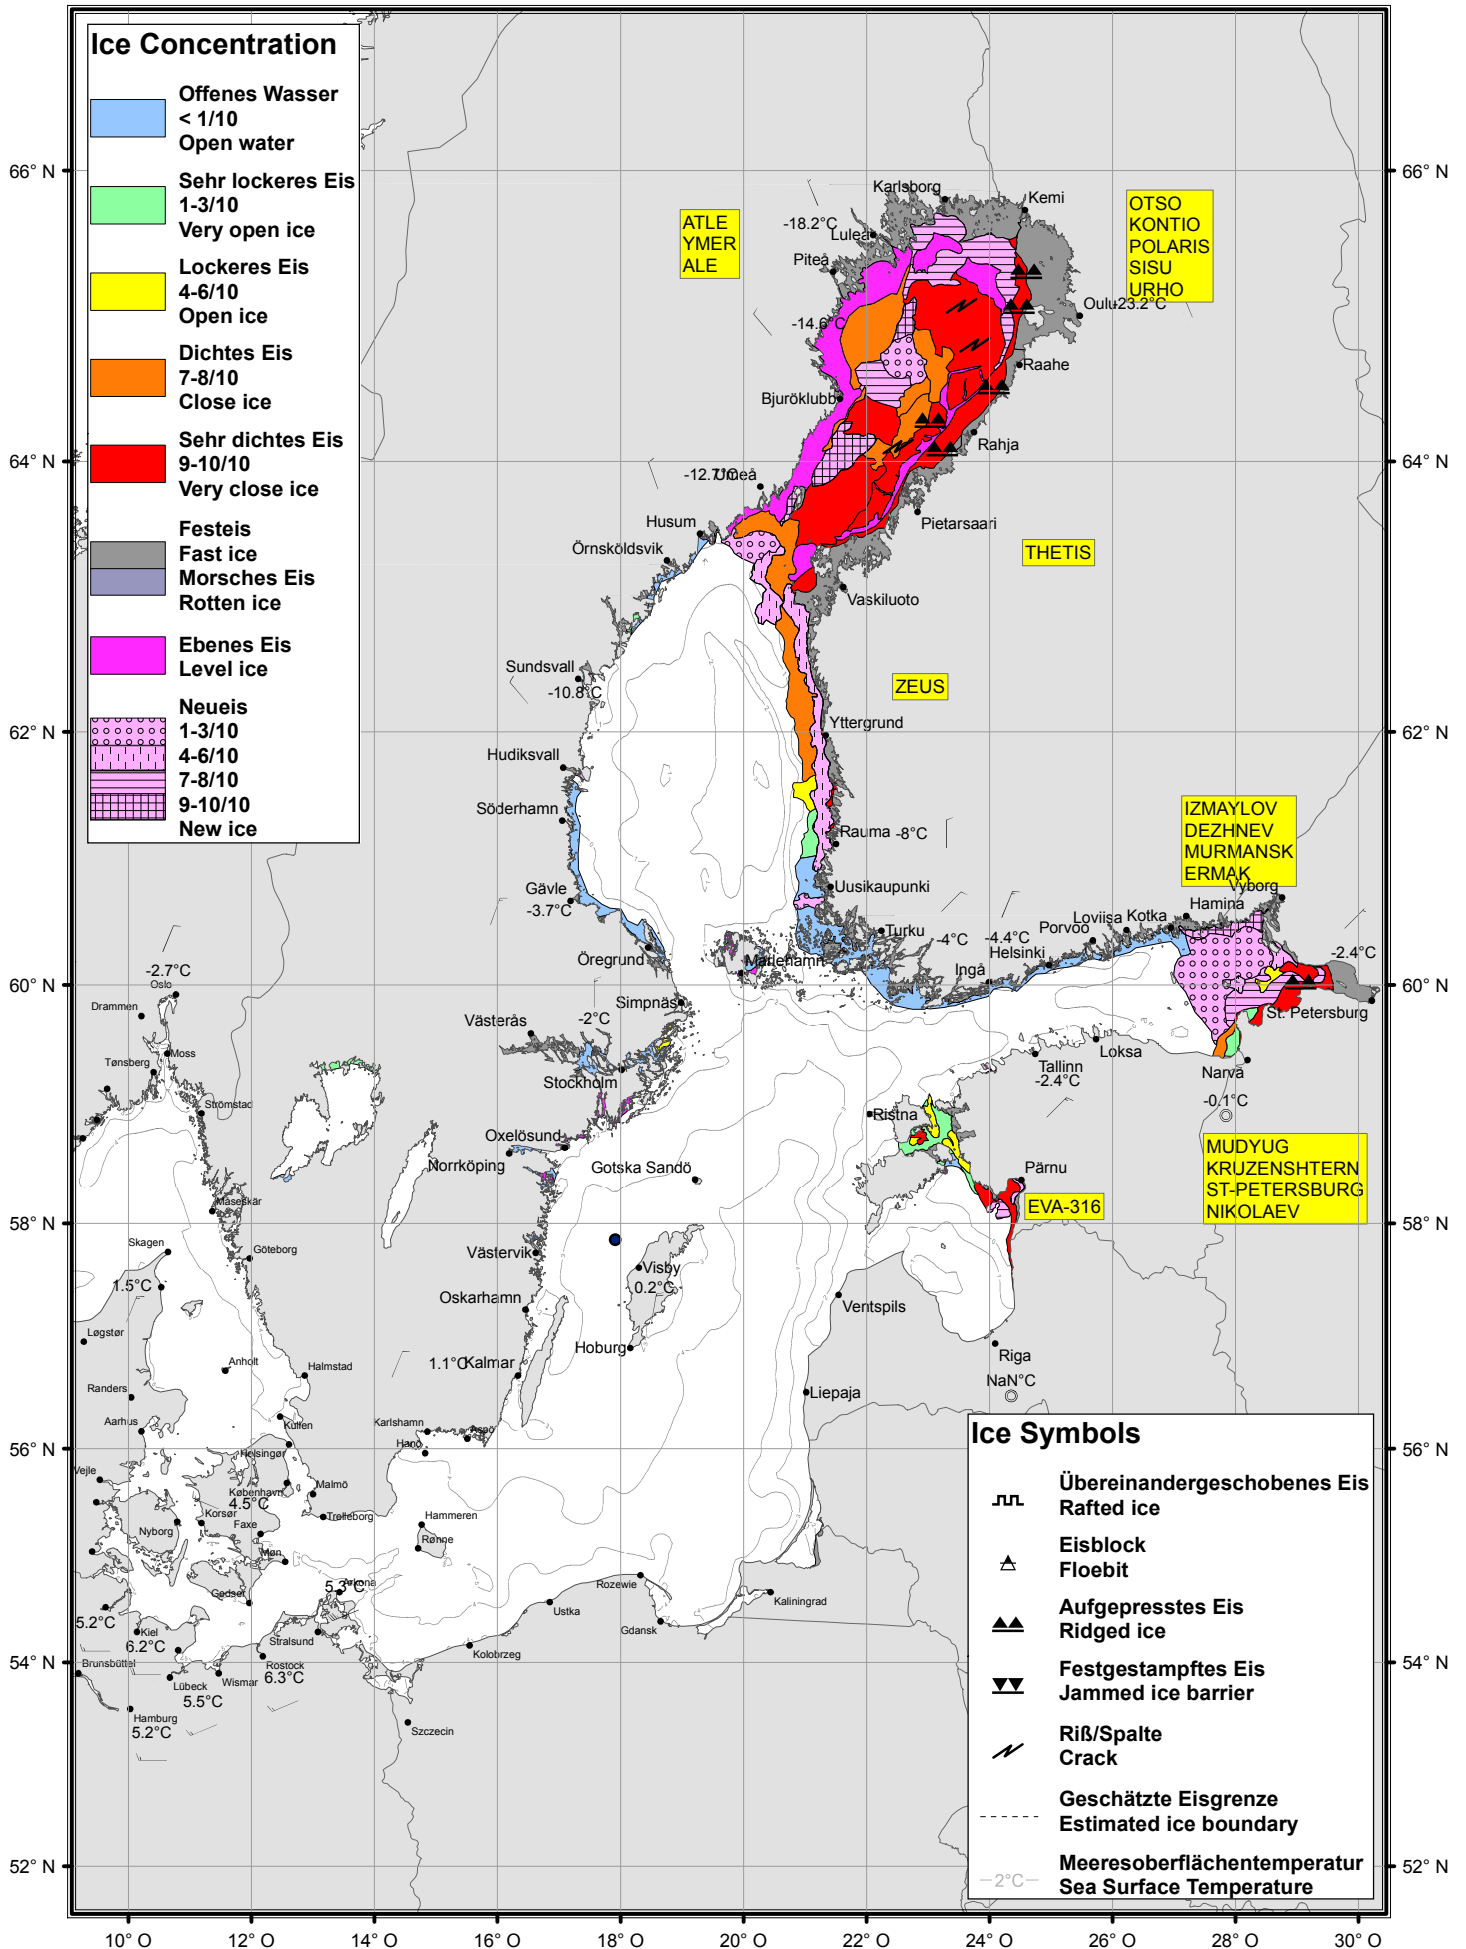 Ice Concentration
Offenes Wasser
< 1/10
Open water
Sehr lockeres Eis
1-3/10
Very open ice
Lockeres Eis
4-6/10
Open ice
Dichtes Eis
7-8/10
Close ice
Sehr dichtes Eis
9-10/10
Very close ice
Festeis
Fast ice
Morsches Eis
Rotten ice
Ebenes Eis
Level ice
Neueis
1-3/10
4-6/10
7-8/10
9-10/10
New ice
66° N
66° N
64° N
64° N
62° N
62° N
60° N
60° N
58° N
58° N
56° N
56° N
54° N
54° N
52° N
52° N
10° O
12° O
14° O
16° O
18° O
20° O
22° O
24° O
26° O
28° O
30° O
ATLE
YMER
ALE
OTSO
KONTIO
POLARIS
SISU
URHO
THETIS
ZEUS
IZMAYLOV
DEZHNEV
MURMANSK
ERMAK
MUDYUG
KRUZENSHTERN
ST-PETERSBURG
NIKOLAEV
EVA-316
Karlsborg
Kemi
-18.2°C
Luleå
Piteå
Oulu
23.2°C
-14.6°C
Raahe
Bjuröklubb
Rahja
-12.7°C
Umeå
Pietarsaari
Husum
Örnsköldsvik
Vaskiluoto
Sundsvall
-10.8°C
Yttergrund
Hudiksvall
Söderhamn
Rauma
-8°C
Gävle
-3.7°C
Uusikaupunki
Turku
-4°C
-4.4°C
Helsinki
Porvoo
Loviisa
Kotka
Hamina
Vyborg
-2.4°C
Inga
Öregrund
Mariehamn
St. Petersburg
-2.7°C
Oslo
Drammen
Simpnäs
-2°C
Västerås
Stockholm
Loksa
Tallinn
-2.4°C
Narva
-0.1°C
Moss
Tønsberg
Strömstad
Ristna
Oxelösund
Norrköping
Gotska Sandö
Pärnu
Måseskär
Skagen
Göteborg
Västervik
Visby
0.2°C
1.5°C
Oskarhamn
Ventspils
Løgstør
Hoburg
Riga
NaN°C
Anholt
Halmstad
1.1°C
Kalmar
Randers
Liepaja
Aarhus
Kullen
Karlshamn
Hanö
Aspö
Helsingør
Vejle
København
4.5°C
Malmö
Korsør
Faxe
Trelleborg
Hammeren
Nyborg
Rønne
Møn
Gedser
5.3°C
Arkona
Rozewie
Kaliningrad
5.2°C
Ustka
Gdansk
Kiel
6.2°C
Stralsund
Kolobrzeg
Brunsbüttel
Rostock
6.3°C
Lübeck
5.5°C
Wismar
Hamburg
5.2°C
Szczecin
Ice Symbols
Übereinandergeschobenes Eis
Rafted ice
Eisblock
Floebit
Aufgepresstes Eis
Ridged ice
Festgestampftes Eis
Jammed ice barrier
Riß/Spalte
Crack
Geschätzte Eisgrenze
Estimated ice boundary
2°C
Meeresoberflächentemperatur
Sea Surface Temperature